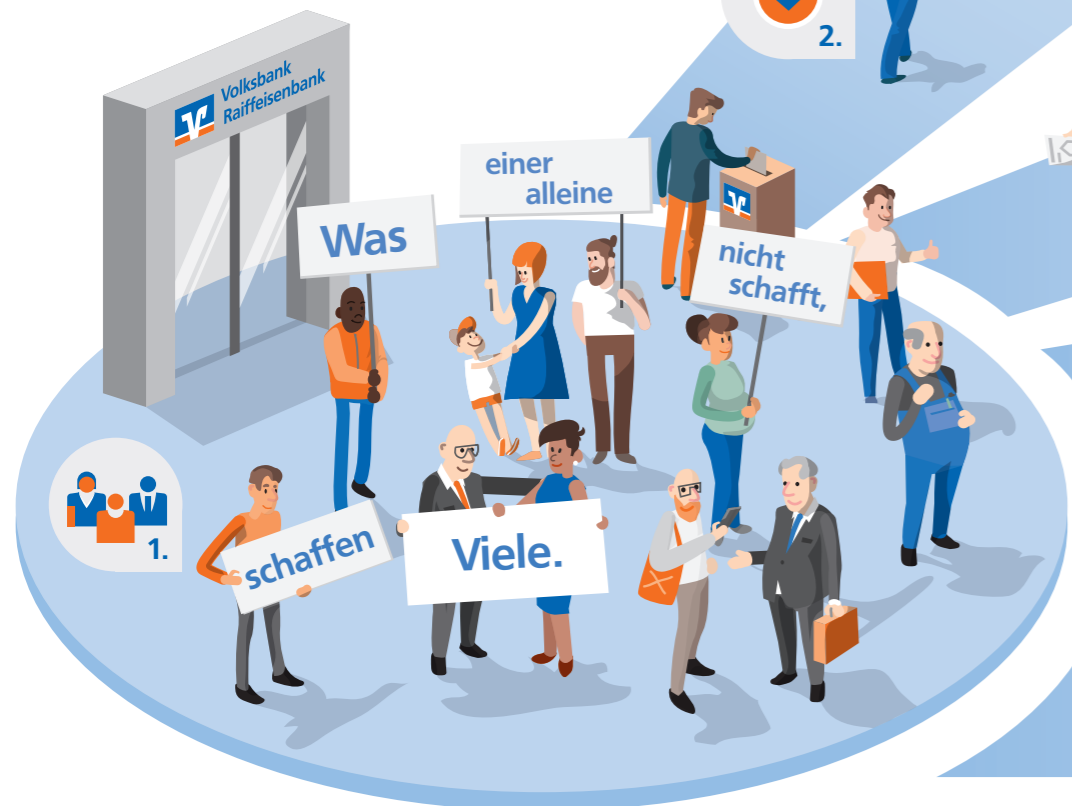 Volksbank
Raiffeisenbank
2.
Was
einer
alleine
nicht
schafft,
1.
schaffen
Viele.